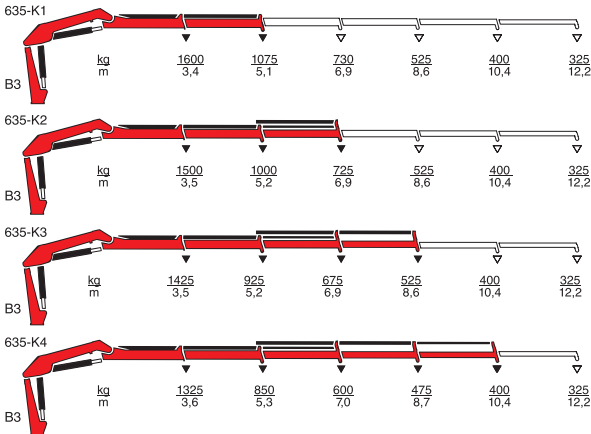 635-K1
kg 1600 1075 730 525 400 325
m 3,4 5,1 6,9 8,6 10,4 12,2
B3
635-K2
kg 1500 1000 725 525 400 325
m 3,5 5,2 6,9 8,6 10,4 12,2
B3
635-K3
kg 1425 925 675 525 400 325
m 3,5 5,2 6,9 8,6 10,4 12,2
B3
635-K4
kg 1325 850 600 475 400 325
m 3,6 5,3 7,0 8,7 10,4 12,2
B3